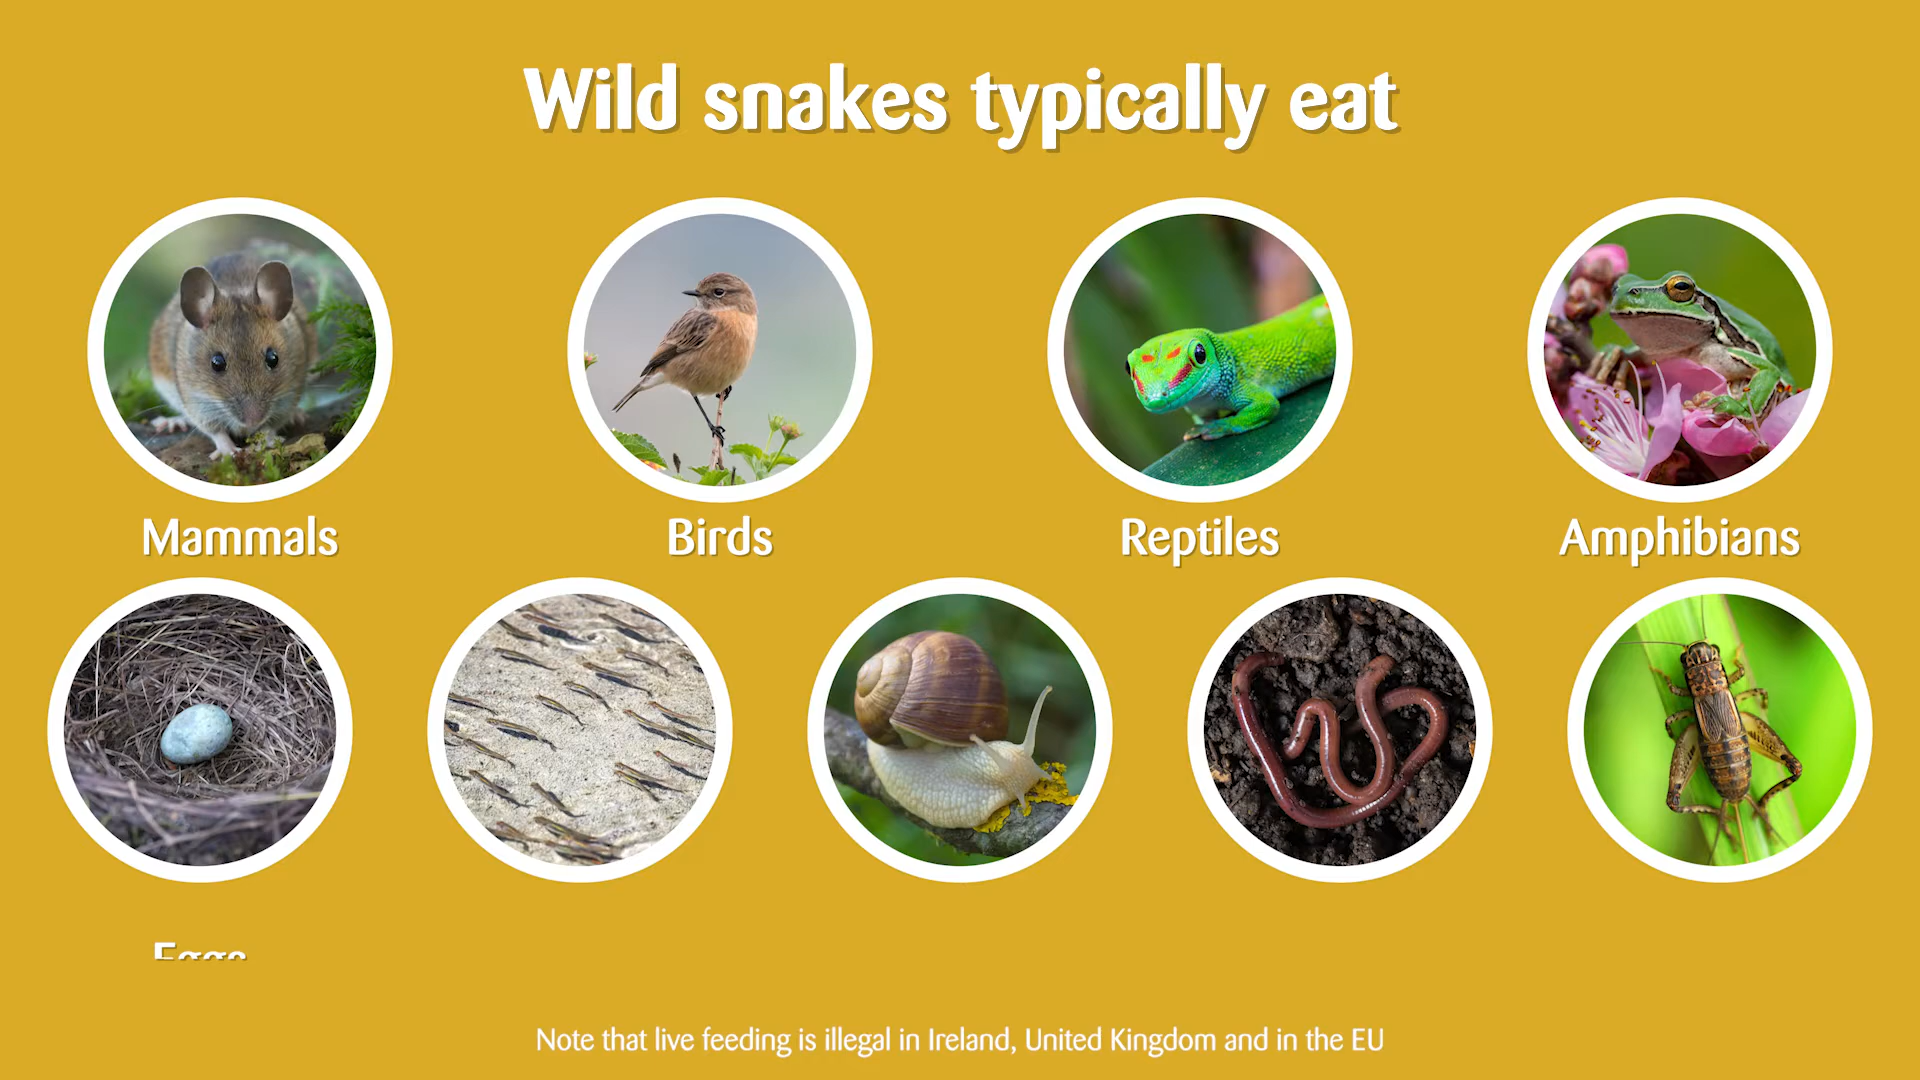 Wild snakes typically eat
Mammals
Birds
Reptiles
Amphibians
Eggs
Note that live feeding is illegal in Ireland, United Kingdom and in the EU